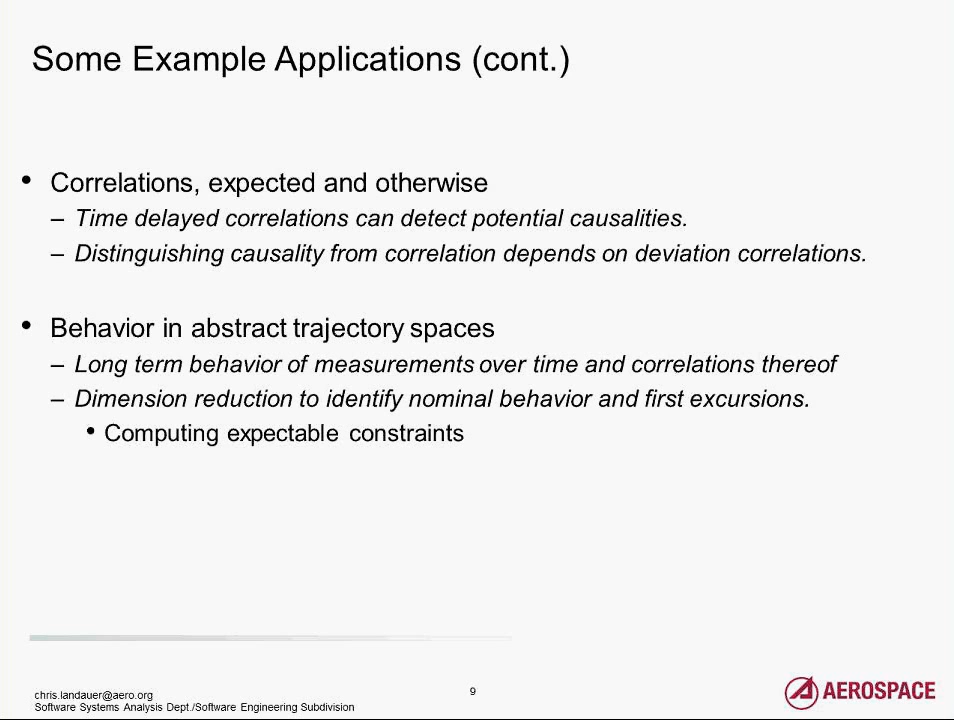 Some Example Applications (cont.)
• Correlations, expected and otherwise
– Time delayed correlations can detect potential causalities.
– Distinguishing causality from correlation depends on deviation correlations.
• Behavior in abstract trajectory spaces
– Long term behavior of measurements over time and correlations thereof
– Dimension reduction to identify nominal behavior and first excursions.
• Computing expectable constraints
chris.landauer@aero.org
Software Systems Analysis Dept./Software Engineering Subdivision
9
AEROSPACE